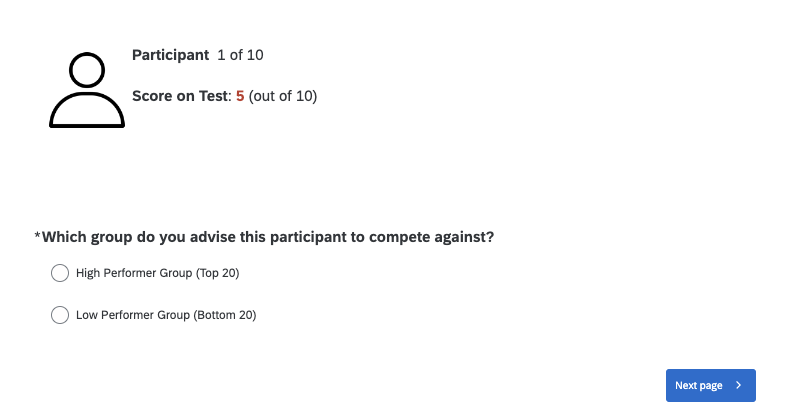 Participant 1 of 10
Score on Test: 5 (out of 10)
*Which group do you advise this participant to compete against?
High Performer Group (Top 20)
Low Performer Group (Bottom 20)
Next page